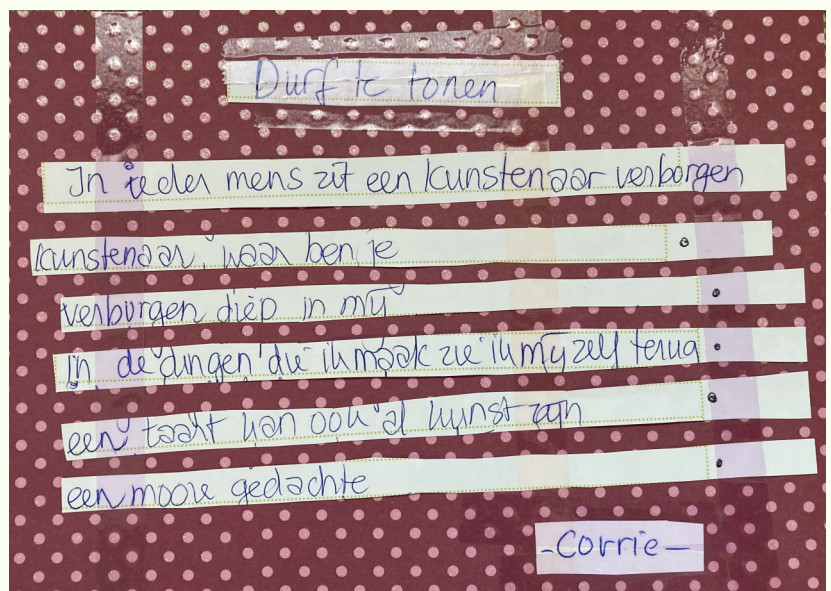 Durf te tonen
In ieder mens zit een kunstenaar verborgen
kunstenaar, waar ben je
verborgen diep in mij
in de dingen die ik maak zie ik mijzelf terug
een taart kan ook al kunst zijn
een mooie gedachte
-Corrie-